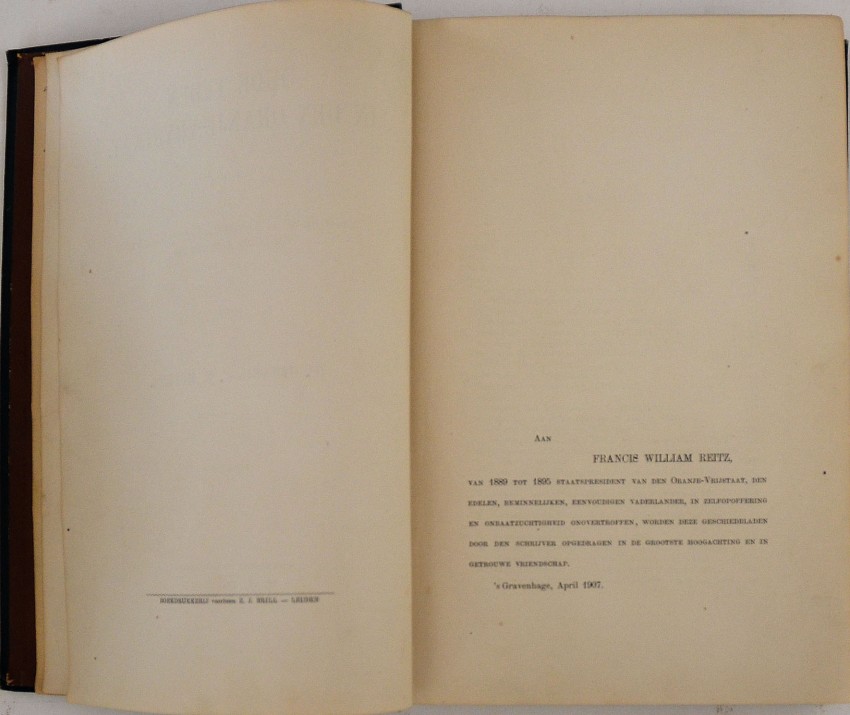 BOEKDRUKKERIJ voorheen E. J. BRILL — LEIDEN
Aan
FRANCIS WILLIAM REITZ,
van 1889 tot 1895 staatspresident van den Oranje-Vrijstaat, den
edelen, beminnelijken, eenvoudigen vaderlander, in zelfopoffering
en onbaatzuchtigheid onovertroffen, worden deze geschiedbladen
door den schrijver opgedragen in de grootste hoogachting en in
getrouwe vriendschap.
's Gravenhage, April 1907.